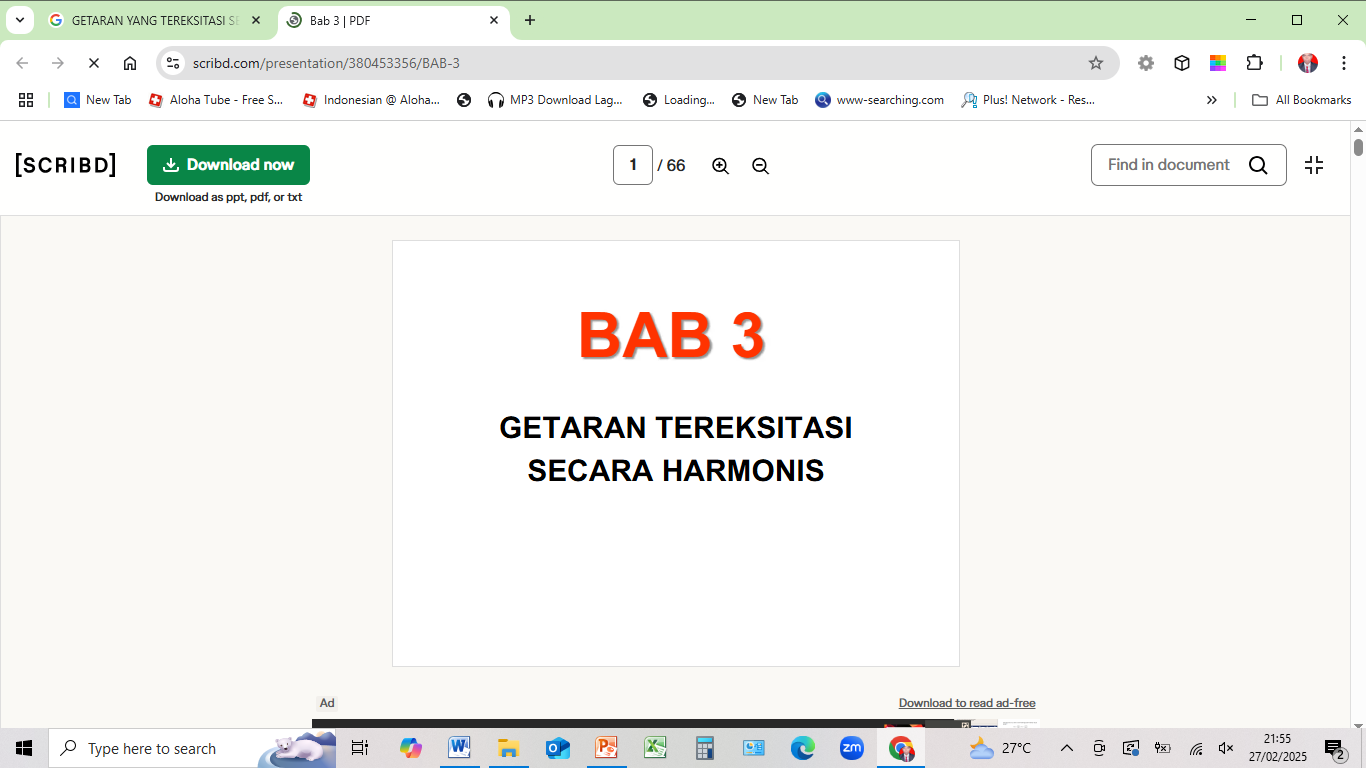 GETARAN YANG TEREKSITASI SE
Bab 3 | PDF
scribd.com/presentation/380453356/BAB-3
New Tab
Aloha Tube - Free S...
Indonesian @ Aloha...
MP3 Download Lag...
Loading...
New Tab
www-searching.com
Plus! Network - Res...
All Bookmarks
[SCRIBD]
Download now
1 / 66
Find in document
Download as ppt, pdf, or txt
BAB 3
GETARAN TEREKSITASI
SECARA HARMONIS
Ad
Download to read ad-free
Type here to search
zm
27°C
21:55
27/02/2025
2